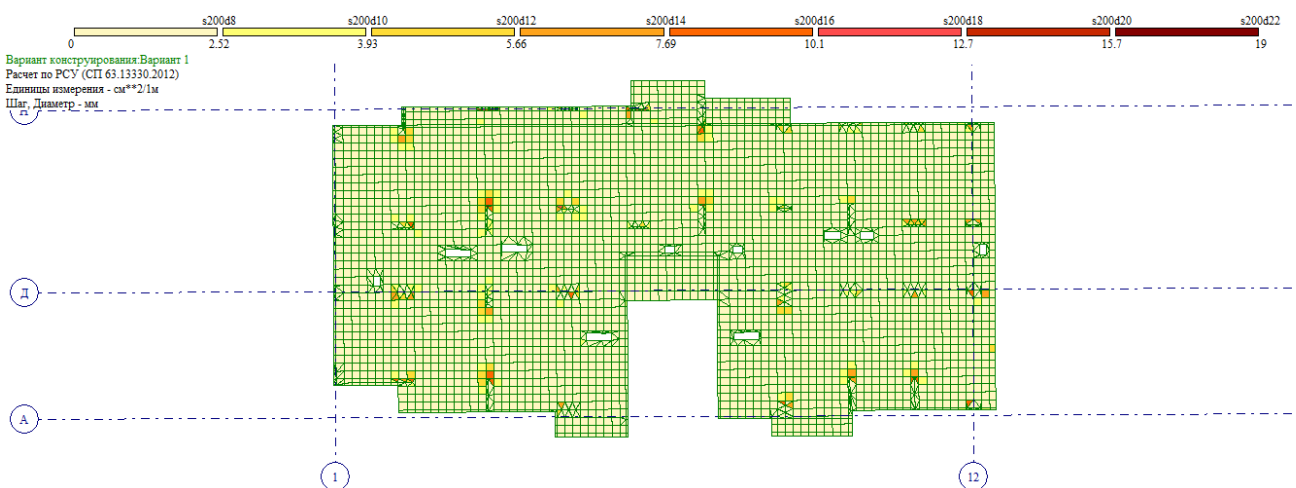 s200d8 s200d10 s200d12 s200d14 s200d16 s200d18 s200d20 s200d22
0 2.52 3.93 5.66 7.69 10.1 12.7 15.7 19
Вариант конструирования:Вариант 1
Расчет по РСУ (СП 63.13330.2012)
Единицы измерения - см**2/1м
Шаг, Диаметр - мм
Д
А
1 12